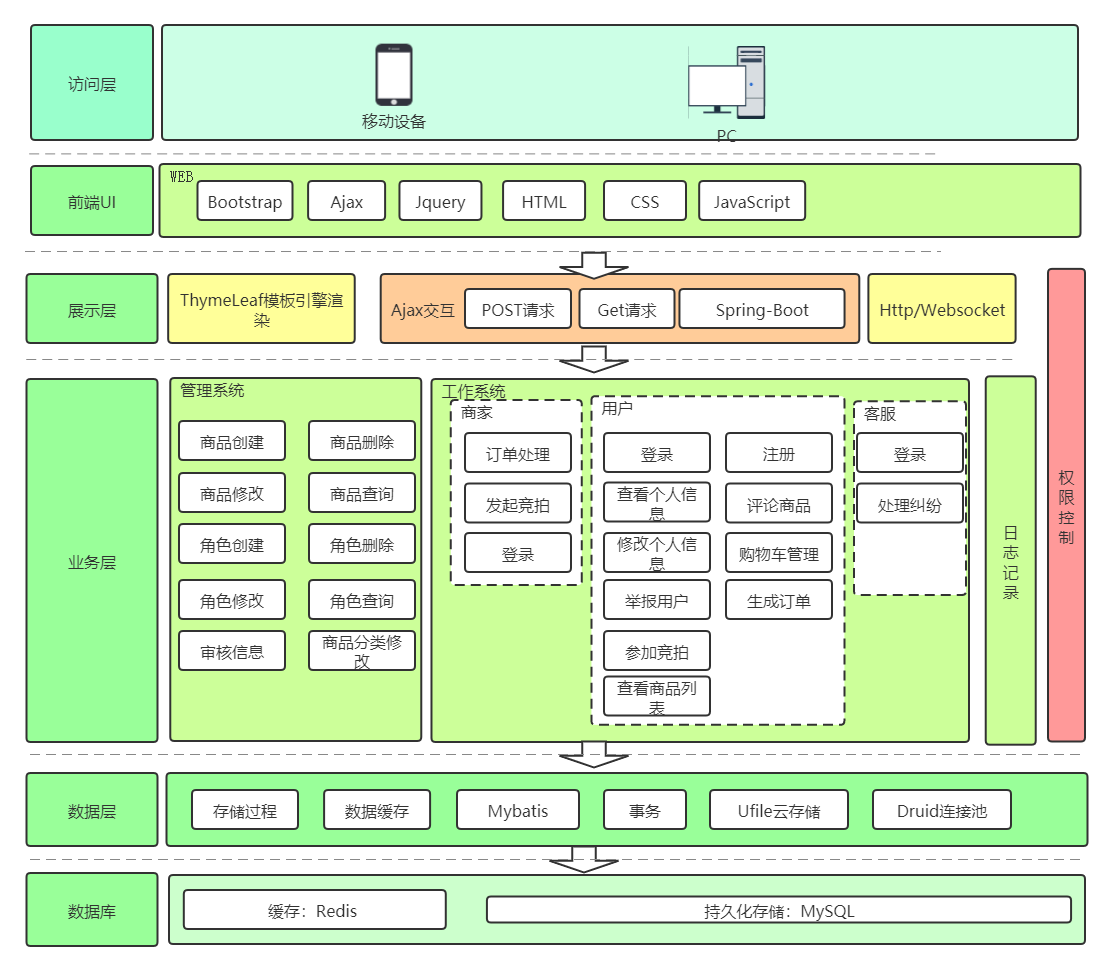 访问层
移动设备
PC
前端UI
WEB
Bootstrap
Ajax
Jquery
HTML
CSS
JavaScript
展示层
ThymeLeaf模板引擎渲
染
Ajax交互
POST请求
Get请求
Spring-Boot
Http/Websocket
权
限
控
制
业务层
管理系统
商品创建
商品删除
商品修改
商品查询
角色创建
角色删除
角色修改
角色查询
审核信息
商品分类修
改
工作系统
商家
订单处理
发起竞拍
登录
用户
登录
注册
查看个人信
息
评论商品
修改个人信
息
购物车管理
举报用户
生成订单
参加竞拍
查看商品列
表
客服
登录
处理纠纷
日
志
记
录
数据层
存储过程
数据缓存
Mybatis
事务
Ufile云存储
Druid连接池
数据库
缓存：Redis
持久化存储：MySQL